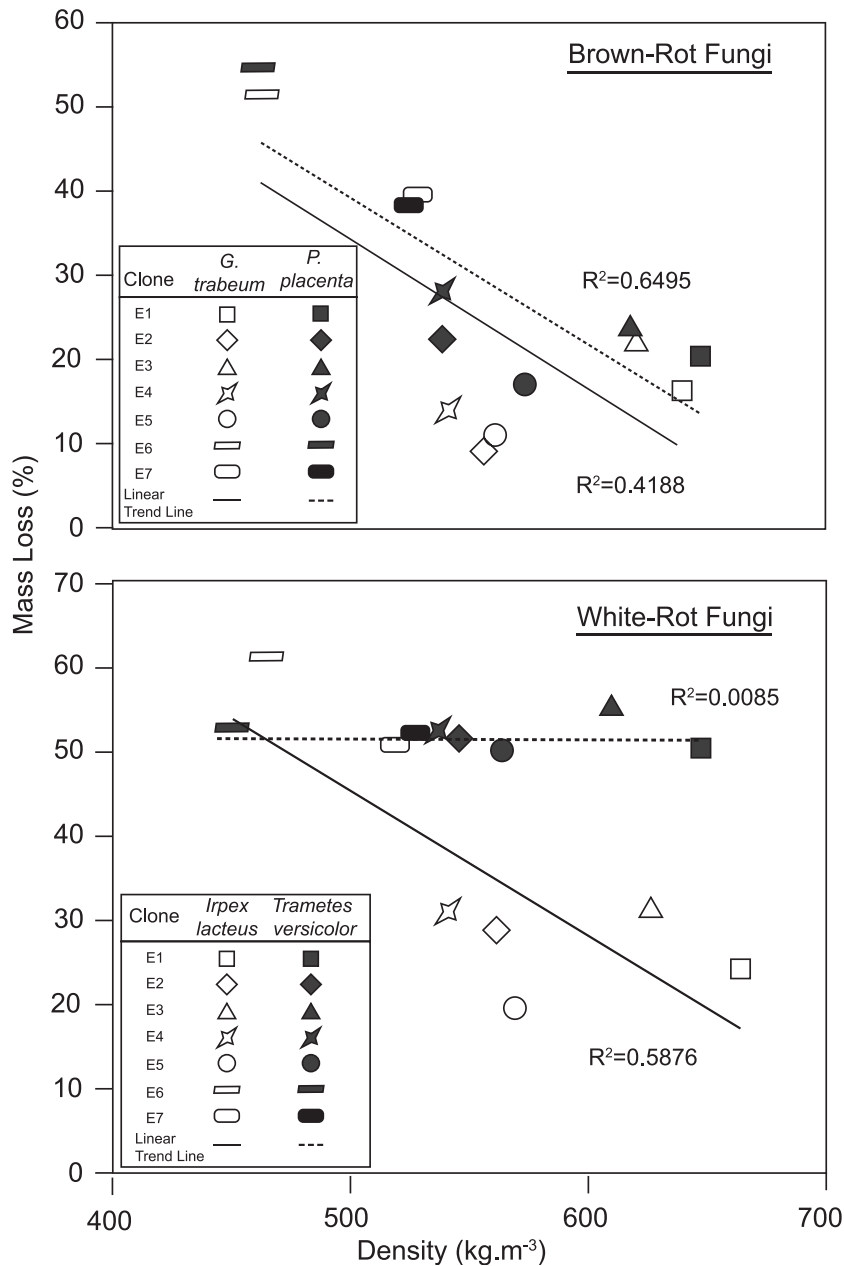 60
50
40
30
20
10
0
Brown-Rot Fungi
R²=0.6495
R²=0.4188
Clone G. trabeum P. placenta
E1
E2
E3
E4
E5
E6
E7
Linear Trend Line
Mass Loss (%)
70
60
50
40
30
20
10
0
White-Rot Fungi
R²=0.0085
R²=0.5876
Clone Irpex lacteus Trametes versicolor
E1
E2
E3
E4
E5
E6
E7
Linear Trend Line
400 500 600 700
Density (kg.m⁻³)